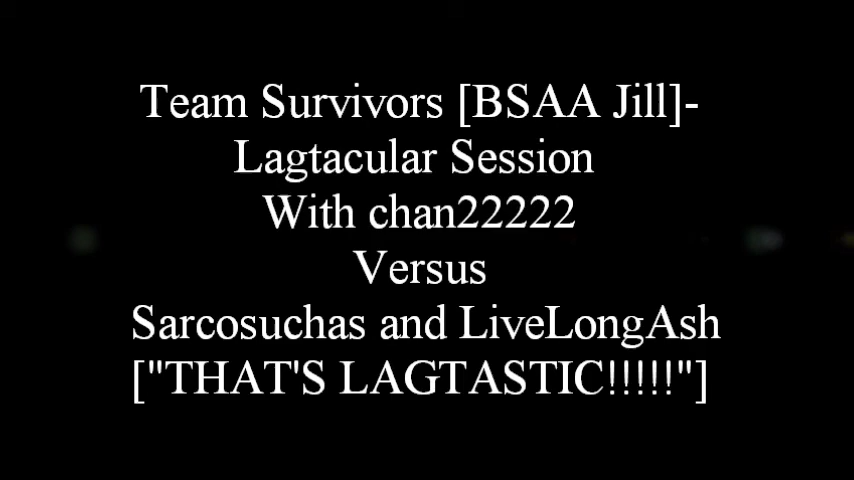 Team Survivors [BSAA Jill]-
Lagtacular Session
With chan22222
Versus
Sarcosuchas and LiveLongAsh
["THAT'S LAGTASTIC!!!!!"]